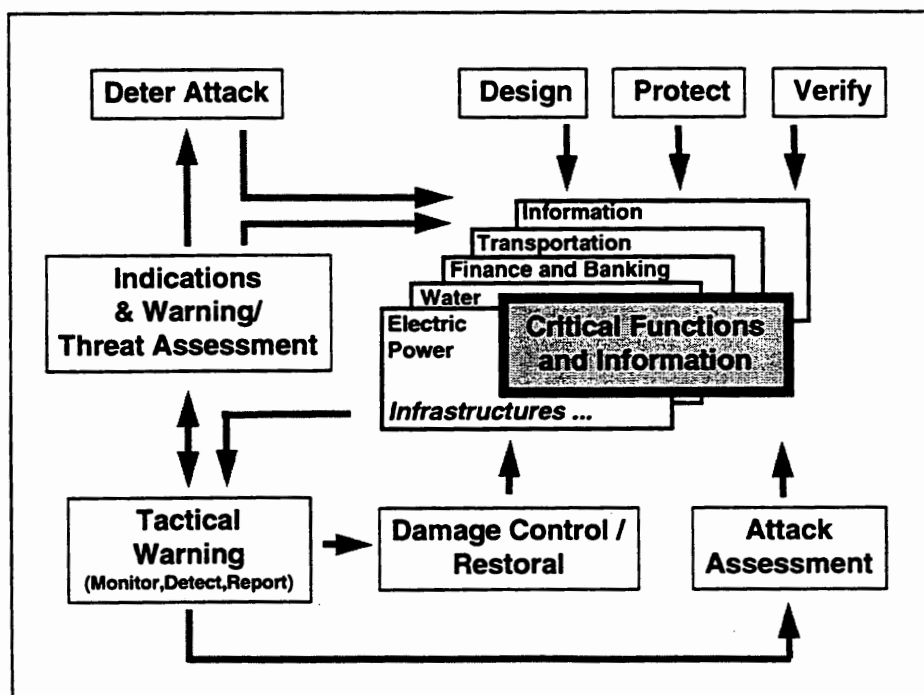 Deter Attack
Design
Protect
Verify
Information
Transportation
Finance and Banking
Water
Electric
Power
Critical Functions
and Information
Infrastructures ...
Indications
& Warning/
Threat Assessment
Tactical
Warning
(Monitor,Detect,Report)
Damage Control /
Restoral
Attack
Assessment